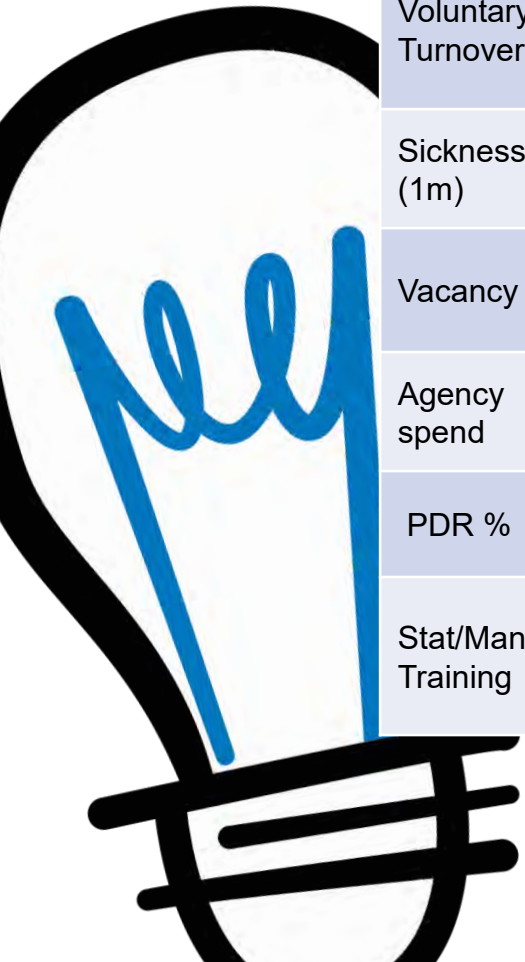 Voluntary
Turnover
Sickness
(1m)
Vacancy
Agency
spend
PDR %
Stat/Man
Training